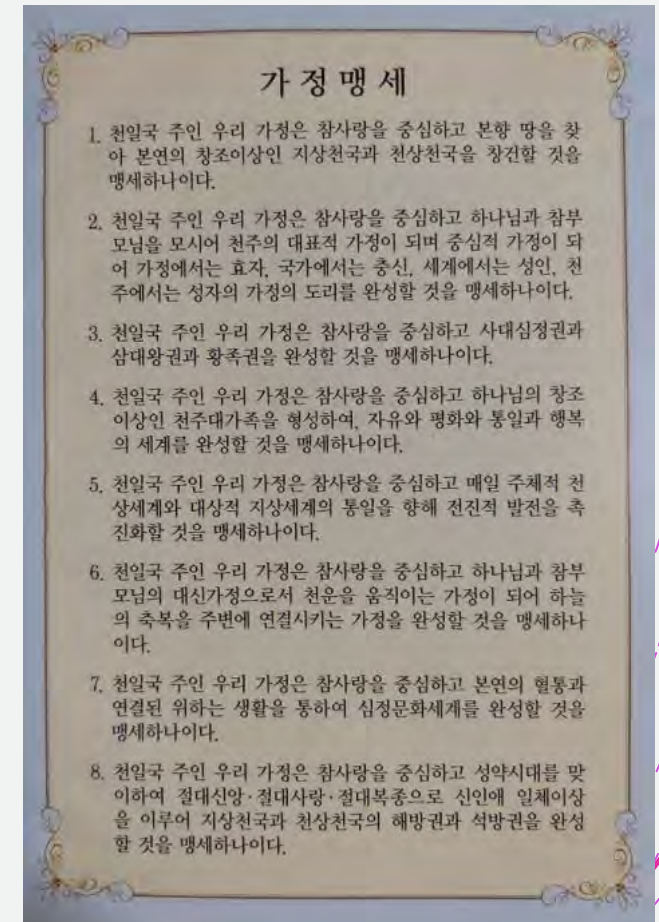 가정맹세
1. 천일국 주인 우리 가정은 참사랑을 중심하고 본향 땅을 찾
아 본연의 창조이상인 지상천국과 천상천국을 창건할 것을
맹세하나이다.
2. 천일국 주인 우리 가정은 참사랑을 중심하고 하나님과 참부
모님을 모시어 천주의 대표적 가정이 되며 중심적 가정이 되
어 가정에서는 효자, 국가에서는 충신, 세계에서는 성인, 천
주에서는 성자의 가정의 도리를 완성할 것을 맹세하나이다.
3. 천일국 주인 우리 가정은 참사랑을 중심하고 사대심정권과
삼대왕권과 황족권을 완성할 것을 맹세하나이다.
4. 천일국 주인 우리 가정은 참사랑을 중심하고 하나님의 창조
이상인 천주대가족을 형성하여, 자유와 평화와 통일과 행복
의 세계를 완성할 것을 맹세하나이다.
5. 천일국 주인 우리 가정은 참사랑을 중심하고 매일 주체적 천
상세계와 대상적 지상세계의 통일을 향해 전진적 발전을 촉
진화할 것을 맹세하나이다.
6. 천일국 주인 우리 가정은 참사랑을 중심하고 하나님과 참부
모님의 대신가정으로서 천운을 움직이는 가정이 되어 하늘
의 축복을 주변에 연결시키는 가정을 완성할 것을 맹세하나
이다.
7. 천일국 주인 우리 가정은 참사랑을 중심하고 본연의 혈통과
연결된 위하는 생활을 통하여 심정문화세계를 완성할 것을
맹세하나이다.
8. 천일국 주인 우리 가정은 참사랑을 중심하고 성약시대를 맞
이하여 절대신앙·절대사랑·절대복종으로 신인애 일체이상
을 이루어 지상천국과 천상천국의 해방권과 석방권을 완성
할 것을 맹세하나이다.